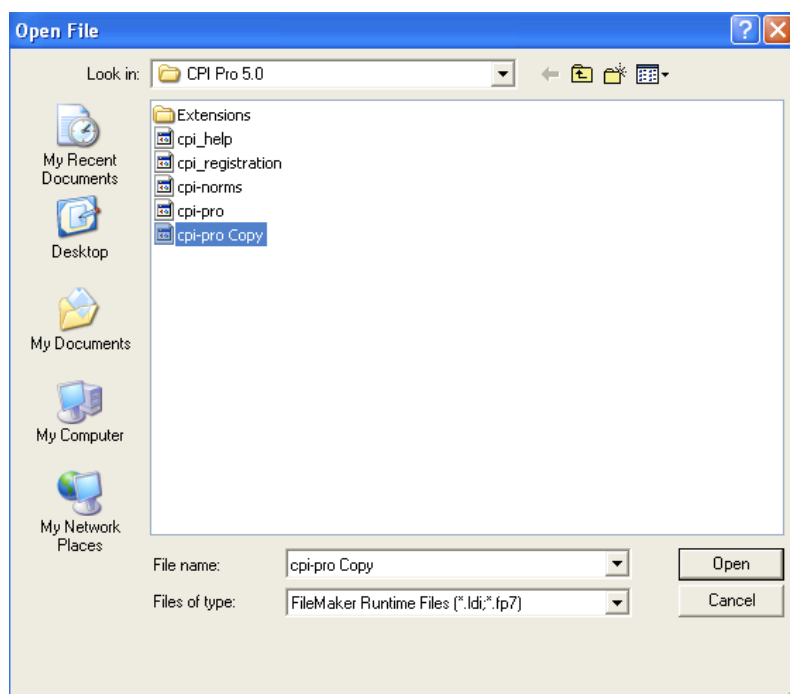 Open File
Look in:
CPI Pro 5.0
My Recent
Documents
Desktop
My Documents
My Computer
My Network
Places
Extensions
cpi_help
cpi_registration
cpi-norms
cpi-pro
cpi-pro Copy
File name:
cpi-pro Copy
Open
Files of type:
FileMaker Runtime Files (*.ldi;*.fp7)
Cancel